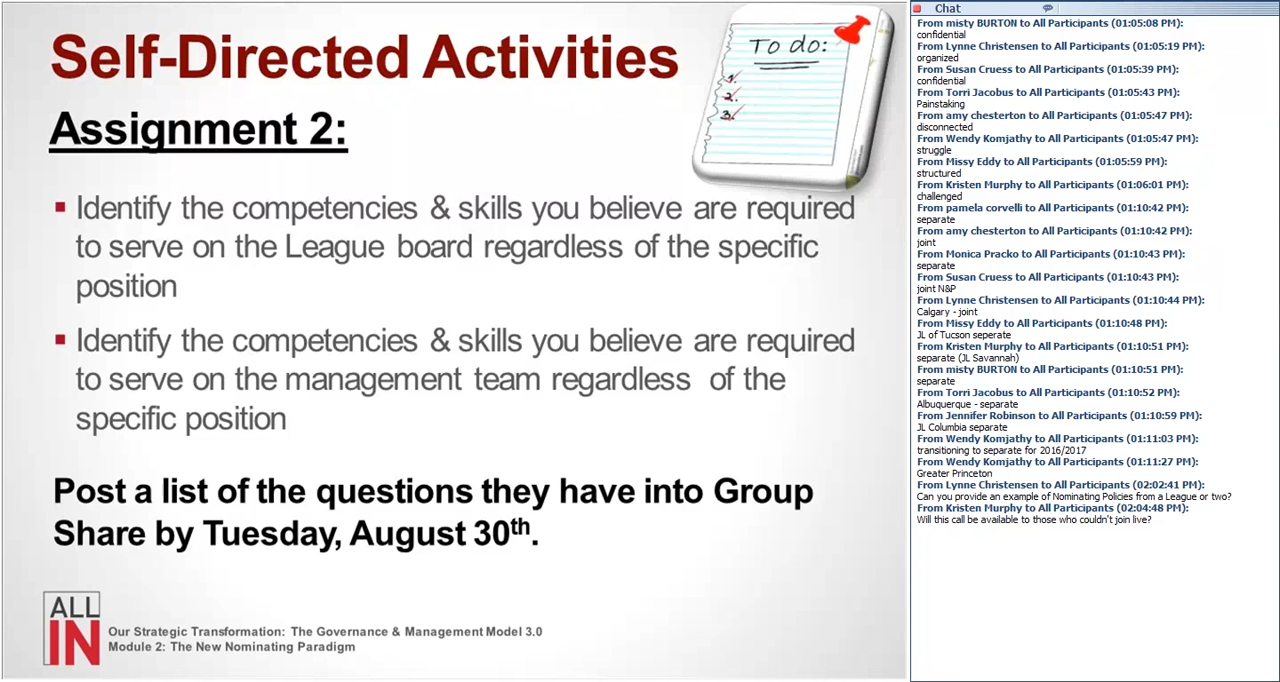 Self-Directed Activities
To do:
1.
2.
3.
Assignment 2:
▪ Identify the competencies & skills you believe are required
to serve on the League board regardless of the specific
position
▪ Identify the competencies & skills you believe are required
to serve on the management team regardless of the
specific position
Post a list of the questions they have into Group
Share by Tuesday, August 30th.
ALL
IN
Our Strategic Transformation: The Governance & Management Model 3.0
Module 2: The New Nominating Paradigm
Chat
From misty BURTON to All Participants (01:05:08 PM):
confidential
From Lynne Christensen to All Participants (01:05:19 PM):
organized
From Susan Cruess to All Participants (01:05:39 PM):
confidential
From Torri Jacobus to All Participants (01:05:43 PM):
Painstaking
From amy chesterton to All Participants (01:05:47 PM):
disconnected
From Wendy Komjathy to All Participants (01:05:47 PM):
struggle
From Missy Eddy to All Participants (01:05:59 PM):
structured
From Kristen Murphy to All Participants (01:06:01 PM):
challenged
From pamela corvelli to All Participants (01:10:42 PM):
separate
From amy chesterton to All Participants (01:10:42 PM):
joint
From Monica Pracko to All Participants (01:10:43 PM):
separate
From Susan Cruess to All Participants (01:10:43 PM):
joint N&P
From Lynne Christensen to All Participants (01:10:44 PM):
Calgary - joint
From Missy Eddy to All Participants (01:10:48 PM):
JL of Tucson seperate
From Kristen Murphy to All Participants (01:10:51 PM):
separate (JL Savannah)
From misty BURTON to All Participants (01:10:51 PM):
separate
From Torri Jacobus to All Participants (01:10:52 PM):
Albuquerque - separate
From Jennifer Robinson to All Participants (01:10:59 PM):
JL Columbia separate
From Wendy Komjathy to All Participants (01:11:03 PM):
transitioning to separate for 2016/2017
From Wendy Komjathy to All Participants (01:11:27 PM):
Greater Princeton
From Lynne Christensen to All Participants (02:02:41 PM):
Can you provide an example of Nominating Policies from a League or two?
From Kristen Murphy to All Participants (02:04:48 PM):
Will this call be available to those who couldn't join live?